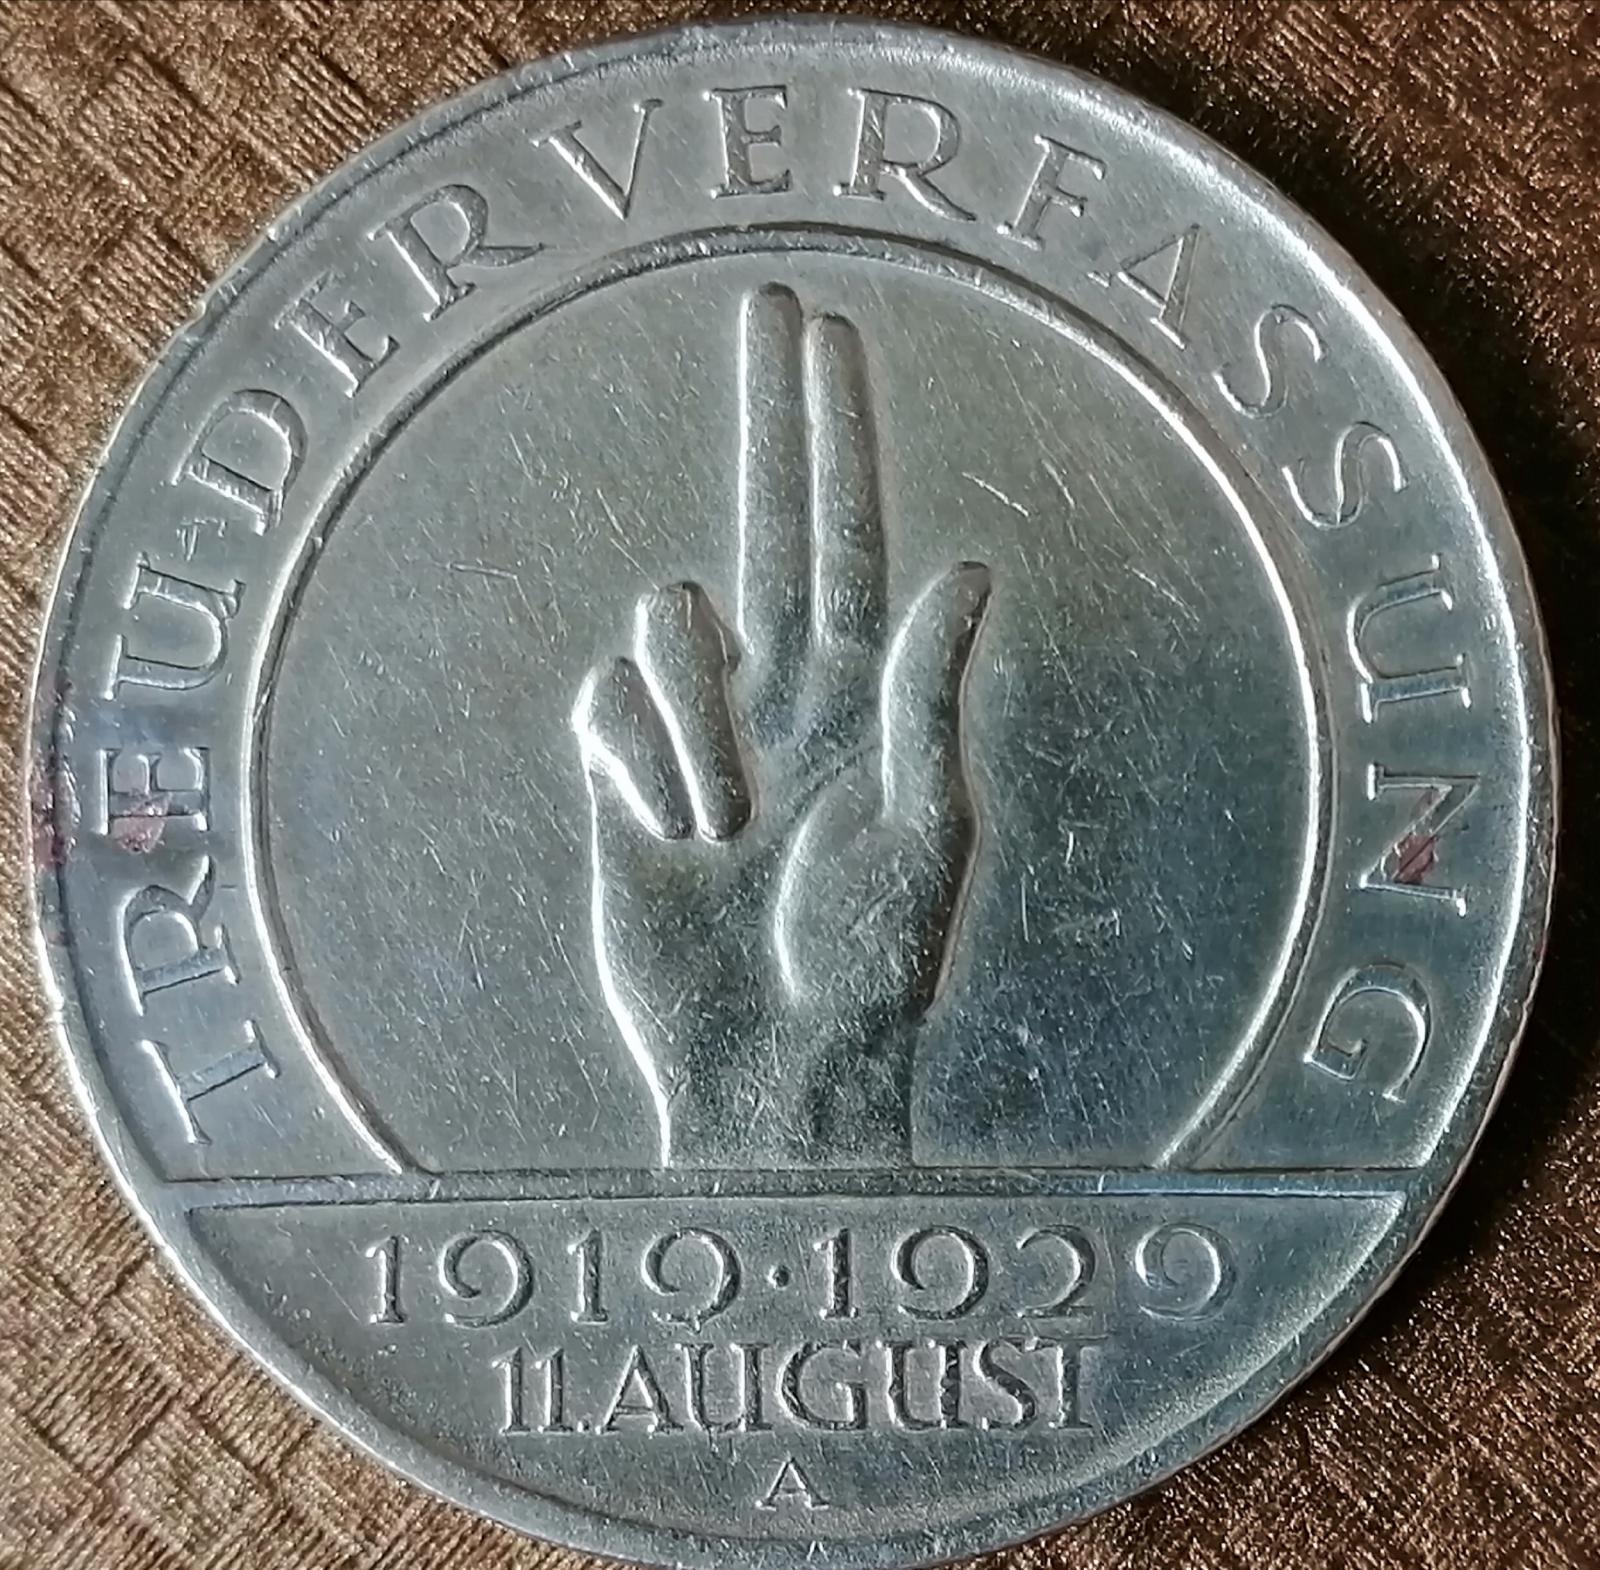 TREU·DER VERFASSUNG
1919·1929
11.AUGUST
A